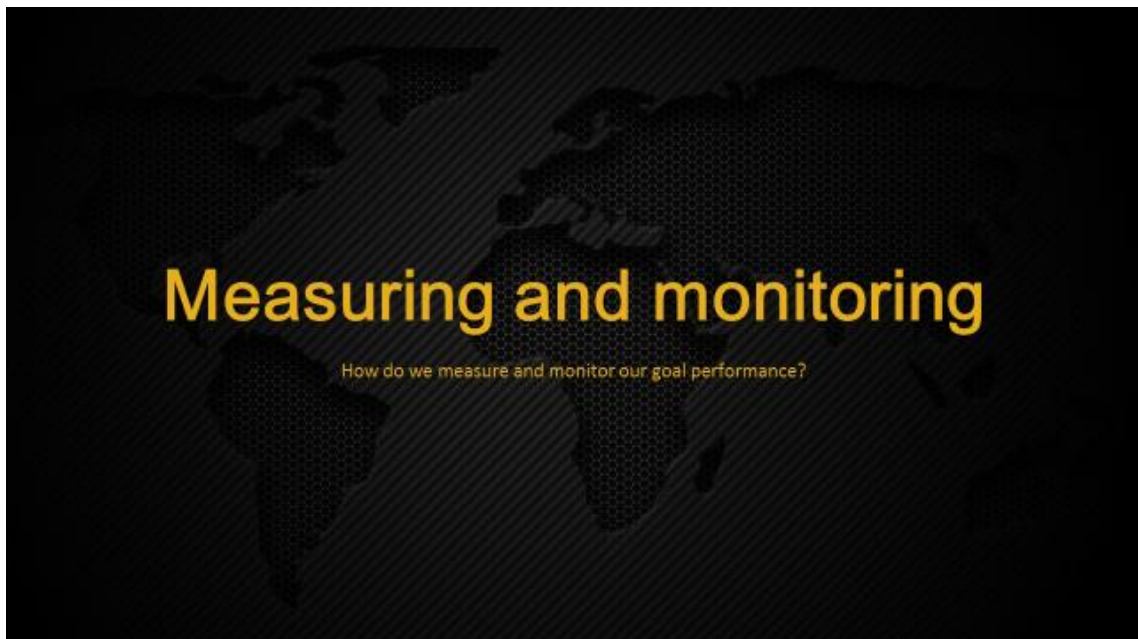 Measuring and monitoring
How do we measure and monitor our goal performance?